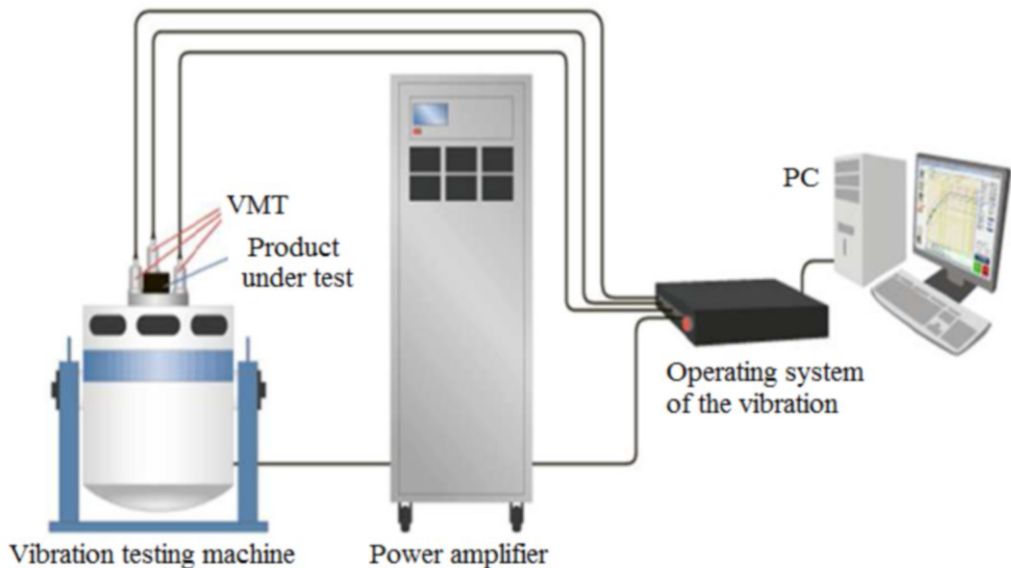 VMT
Product
under test
PC
Operating system
of the vibration
Vibration testing machine
Power amplifier